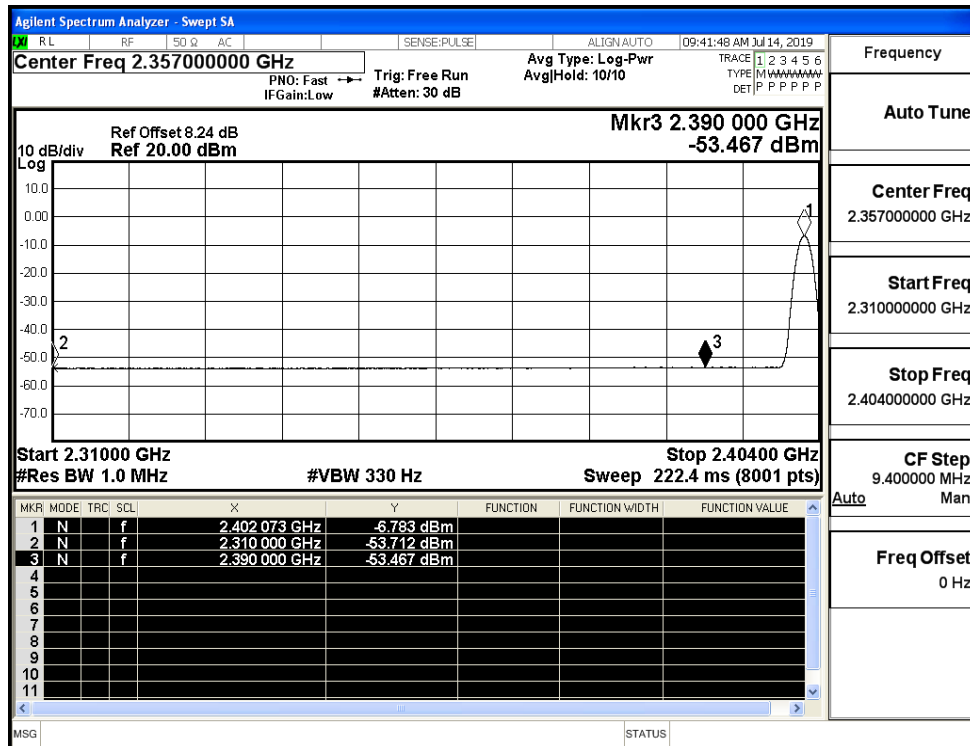 Agilent Spectrum Analyzer - Swept SA
LXI RL RF 50 Ω AC SENSE:PULSE ALIGN AUTO 09:41:48 AM Jul 14, 2019
Center Freq 2.357000000 GHz
PNO: Fast
IFGain:Low
Trig: Free Run
#Atten: 30 dB
Avg Type: Log-Pwr
Avg|Hold: 10/10
TRACE 1 2 3 4 5 6
TYPE M W W W W W
DET P P P P P P
Ref Offset 8.24 dB
10 dB/div Ref 20.00 dBm
Log
Mkr3 2.390 000 GHz
-53.467 dBm
10.0
0.00
-10.0
-20.0
-30.0
-40.0
-50.0
-60.0
-70.0
1
2
3
Start 2.31000 GHz Stop 2.40400 GHz
#Res BW 1.0 MHz #VBW 330 Hz Sweep 222.4 ms (8001 pts)
MKR MODE TRC SCL X Y FUNCTION FUNCTION WIDTH FUNCTION VALUE
1 N f 2.402 073 GHz -6.783 dBm
2 N f 2.310 000 GHz -53.712 dBm
3 N f 2.390 000 GHz -53.467 dBm
4
5
6
7
8
9
10
11
MSG STATUS
Frequency
Auto Tune
Center Freq
2.357000000 GHz
Start Freq
2.310000000 GHz
Stop Freq
2.404000000 GHz
CF Step
9.400000 MHz
Auto Man
Freq Offset
0 Hz